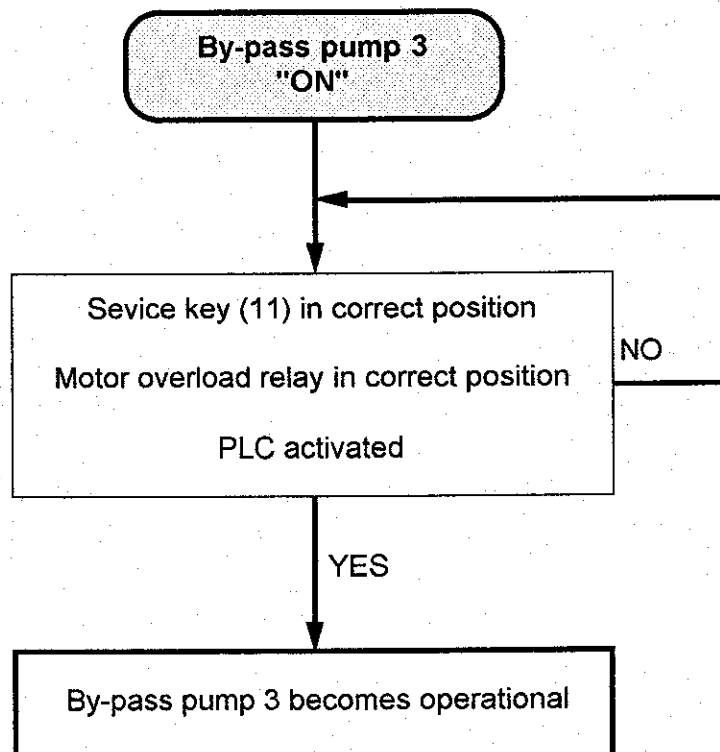 By-pass pump 3
"ON"
Sevice key (11) in correct position
Motor overload relay in correct position
PLC activated
NO
YES
By-pass pump 3 becomes operational